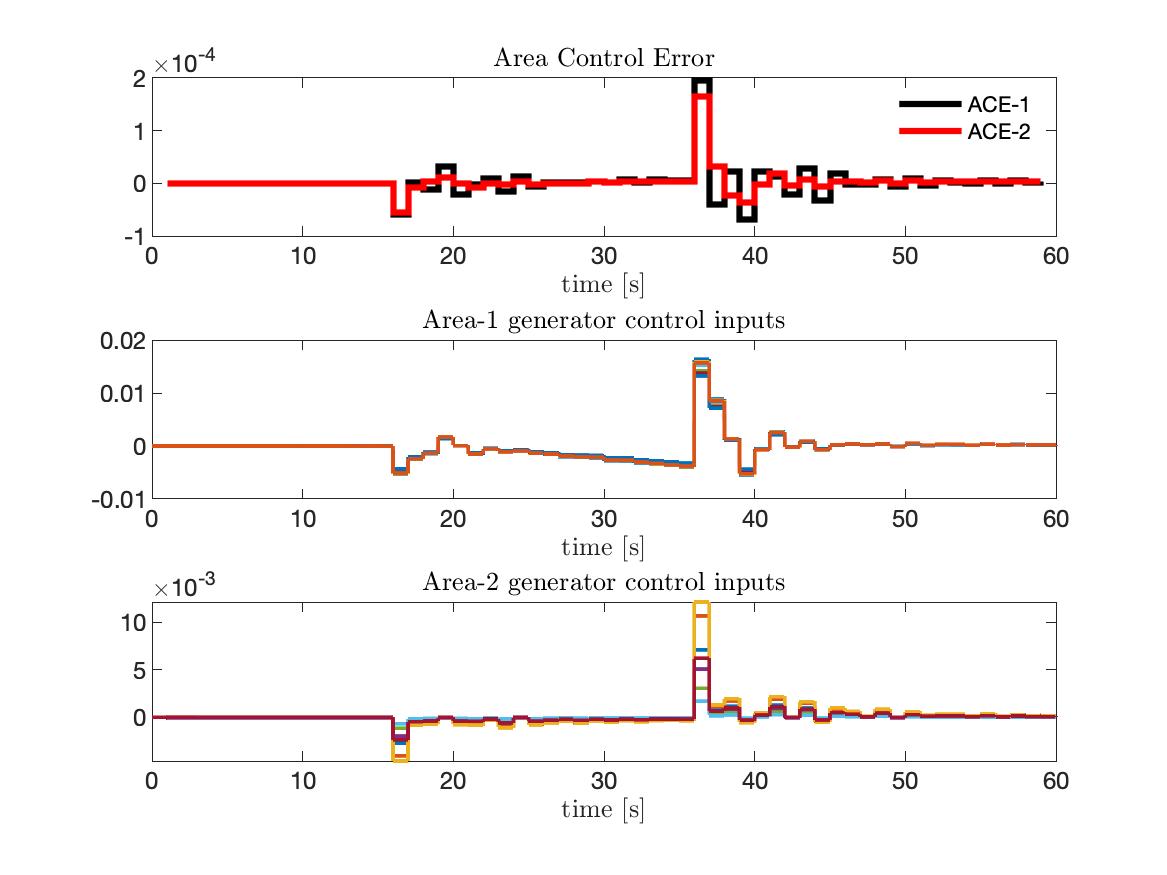 Area Control Error
×10-4
2
1
0
-1
ACE-1
ACE-2
0 10 20 30 40 50 60
time [s]
Area-1 generator control inputs
0.02
0.01
0
-0.01
0 10 20 30 40 50 60
time [s]
Area-2 generator control inputs
×10-3
10
5
0
0 10 20 30 40 50 60
time [s]